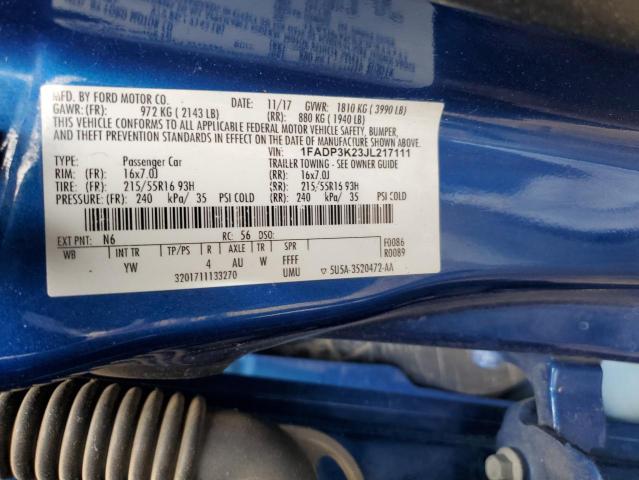 MFD. BY FORD MOTOR CO. DATE: 11/17 GVWR: 1810 KG ( 3990 LB)
GAWR: (FR): 972 KG ( 2143 LB) (RR): 880 KG ( 1940 LB)
THIS VEHICLE CONFORMS TO ALL APPLICABLE FEDERAL MOTOR VEHICLE SAFETY, BUMPER,
AND THEFT PREVENTION STANDARDS IN EFFECT ON THE DATE OF MANUFACTURE SHOWN ABOVE.
VIN: 1FADP3K23JL217111
TYPE: Passenger Car TRAILER TOWING - SEE OWNER GUIDE
RIM: (FR) 16x7.0J (RR): 16x7.0J
TIRE: (FR) 215/55R16 93H (RR): 215/55R16 93H
PRESSURE: (FR) 240 kPa/ 35 PSI COLD (RR): 240 kPa/ 35 PSI COLD
EXT PNT: N6 RC: 56 DSO: F0086
WB INT TR TP/PS R AXLE TR SPR R0089
YW 4 AU W FFFF
3201711133270 UMU 5U5A-3520472-AA